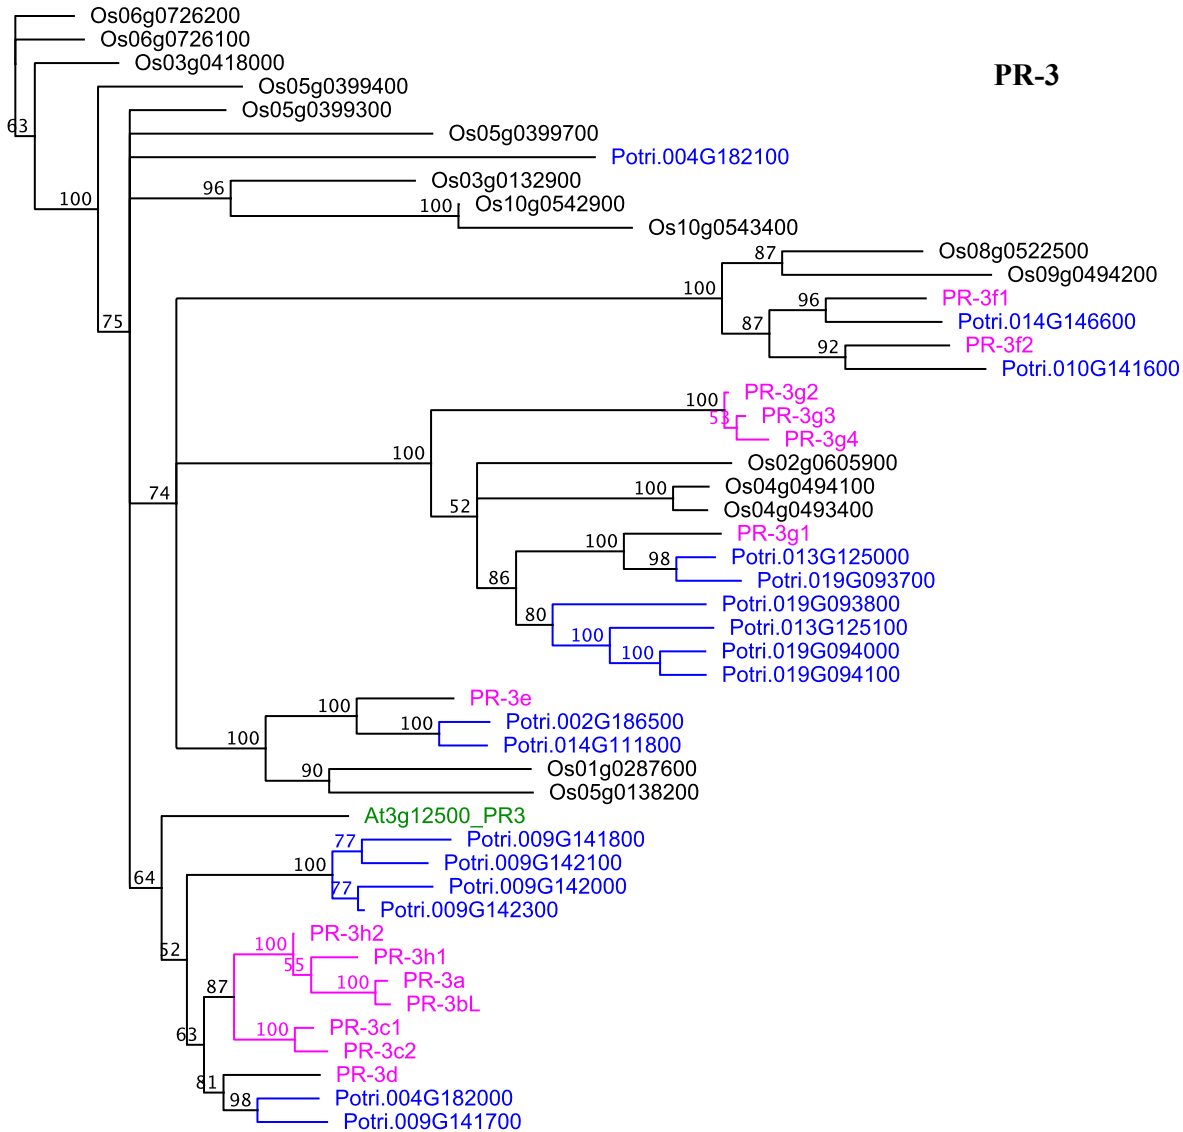 Os06g0726200
Os06g0726100
Os03g0418000
PR-3
Os05g0399400
Os05g0399300
63
Os05g0399700
Potri.004G182100
Os03g0132900
96
100
Os10g0542900
100
Os10g0543400
Os08g0522500
87
Os09g0494200
100
PR-3f1
96
Potri.014G146600
75
87
PR-3f2
92
Potri.010G141600
PR-3g2
100
PR-3g3
53
PR-3g4
100
Os02g0605900
Os04g0494100
100
74
Os04g0493400
52
PR-3g1
100
Potri.013G125000
98
Potri.019G093700
86
Potri.019G093800
80
Potri.013G125100
100
Potri.019G094000
100
Potri.019G094100
PR-3e
100
Potri.002G186500
100
Potri.014G111800
100
Os01g0287600
90
Os05g0138200
At3g12500_PR3
Potri.009G141800
77
Potri.009G142100
100
Potri.009G142000
64
77
Potri.009G142300
PR-3h2
100
52
PR-3h1
55
PR-3a
100
87
PR-3bL
PR-3c1
100
63
PR-3c2
PR-3d
81
Potri.004G182000
98
Potri.009G141700